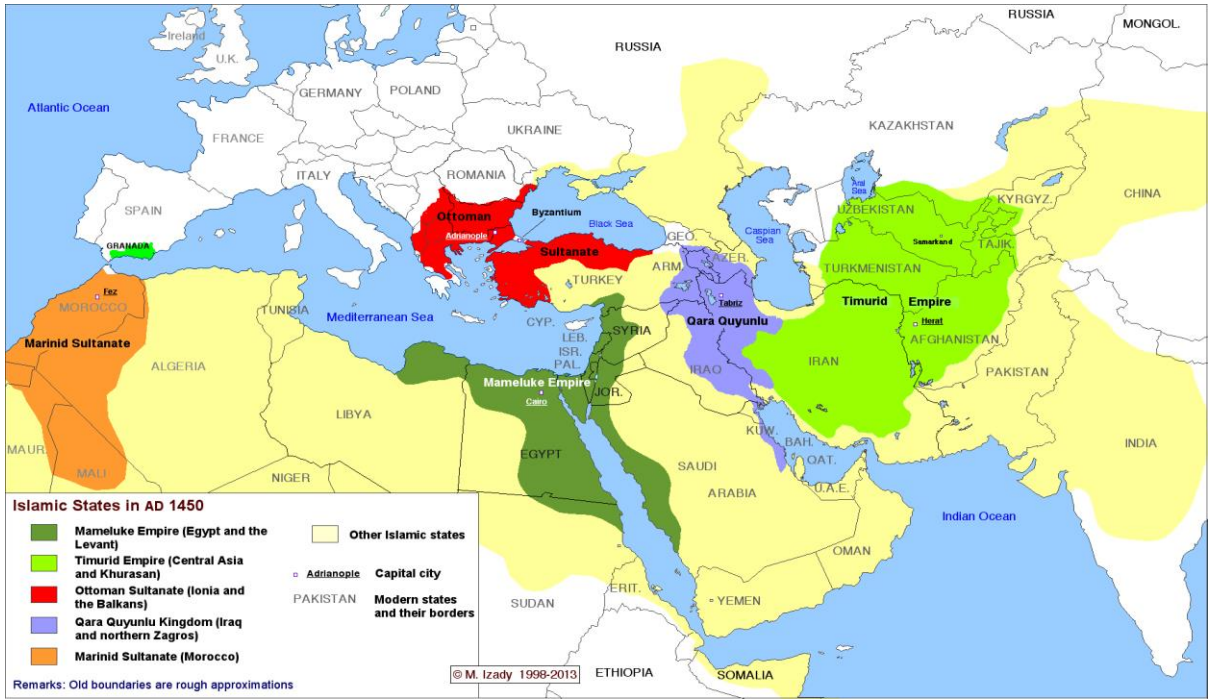 RUSSIA
MONGOL.
Ireland
U.K.
RUSSIA
Atlantic Ocean
GERMANY
POLAND
KAZAKHSTAN
FRANCE
UKRAINE
ITALY
ROMANIA
Aral
Sea
CHINA
SPAIN
Ottoman
Byzantium
Black Sea
UZBEKISTAN
KYRGYZ.
Adrianople
GEO.
Caspian
Sea
Samarkand
GRANADA
Sultanate
AZER.
TAJIK.
ARM.
TURKMENISTAN
TURKEY
Fez
Tabriz
Timurid
Empire
MOROCCO
TUNISIA
Mediterranean Sea
CYP.
SYRIA
Qara Quyunlu
Herat
Marinid Sultanate
LEB.
AFGHANISTAN
ISR.
PAL.
IRAN
ALGERIA
IRAQ
PAKISTAN
Mameluke Empire
JOR.
Cairo
LIBYA
KUW.
BAH.
INDIA
MAUR.
EGYPT
QAT.
MALI
SAUDI
NIGER
U.A.E.
ARABIA
Indian Ocean
OMAN
ERIT.
YEMEN
SUDAN
ETHIOPIA
SOMALIA
Islamic States in AD 1450
Mameluke Empire (Egypt and the
Levant)
Timurid Empire (Central Asia
and Khurasan)
Ottoman Sultanate (Ionia and
the Balkans)
Qara Quyunlu Kingdom (Iraq
and northern Zagros)
Marinid Sultanate (Morocco)
Other Islamic states
Adrianople Capital city
PAKISTAN Modern states
and their borders
Remarks: Old boundaries are rough approximations
© M. Izady 1998-2013